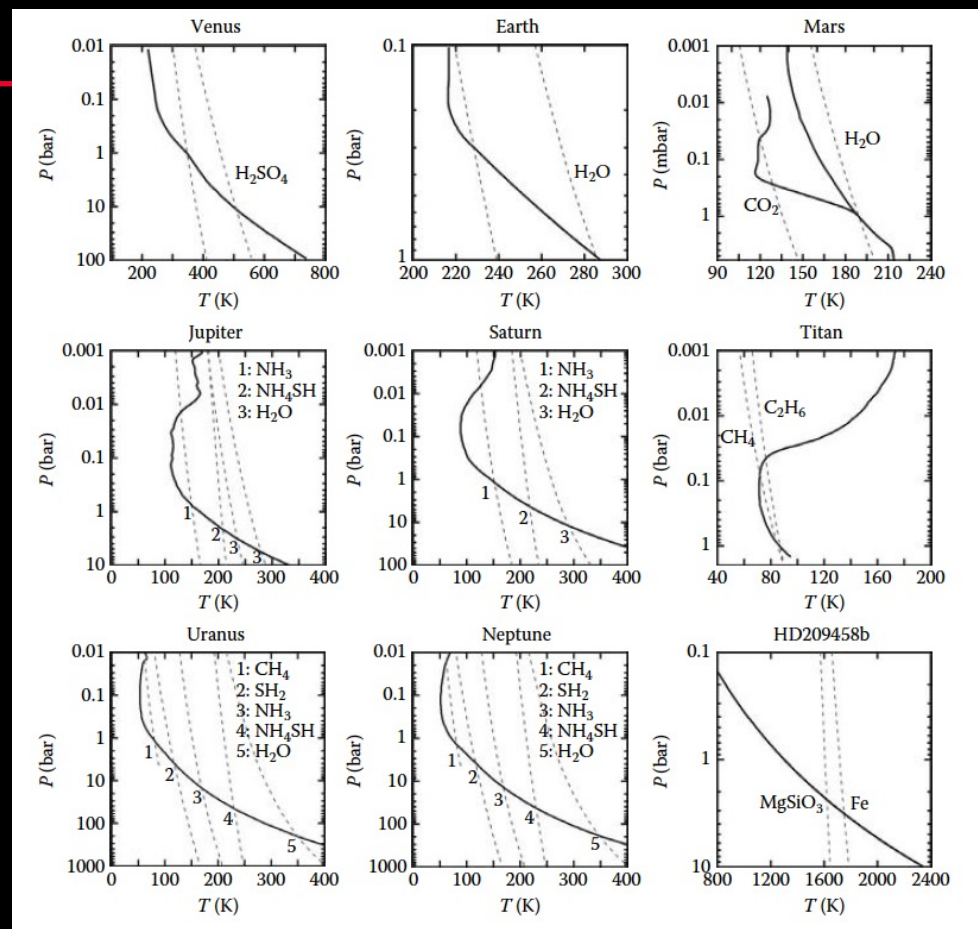 Venus
0.01
0.1
1
10
100
P (bar)
H₂SO₄
200 400 600 800
T (K)
Earth
0.1
1
P (bar)
H₂O
200 220 240 260 280 300
T (K)
Mars
0.001
0.01
0.1
1
P (mbar)
H₂O
CO₂
90 120 150 180 210 240
T (K)
Jupiter
0.001
0.01
0.1
1
10
P (bar)
1: NH₃
2: NH₄SH
3: H₂O
1
2
3
3
0 100 200 300 400
T (K)
Saturn
0.001
0.01
0.1
1
10
100
P (bar)
1: NH₃
2: NH₄SH
3: H₂O
1
2
3
0 100 200 300 400
T (K)
Titan
0.001
0.01
0.1
1
P (bar)
C₂H₆
CH₄
40 80 120 160 200
T (K)
Uranus
0.01
0.1
1
10
100
1000
P (bar)
1: CH₄
2: SH₂
3: NH₃
4: NH₄SH
5: H₂O
1
2
3
4
5
0 100 200 300 400
T (K)
Neptune
0.01
0.1
1
10
100
1000
P (bar)
1: CH₄
2: SH₂
3: NH₃
4: NH₄SH
5: H₂O
1
2
3
4
5
0 100 200 300 400
T (K)
HD209458b
0.1
1
10
P (bar)
MgSiO₃ Fe
800 1200 1600 2000 2400
T (K)